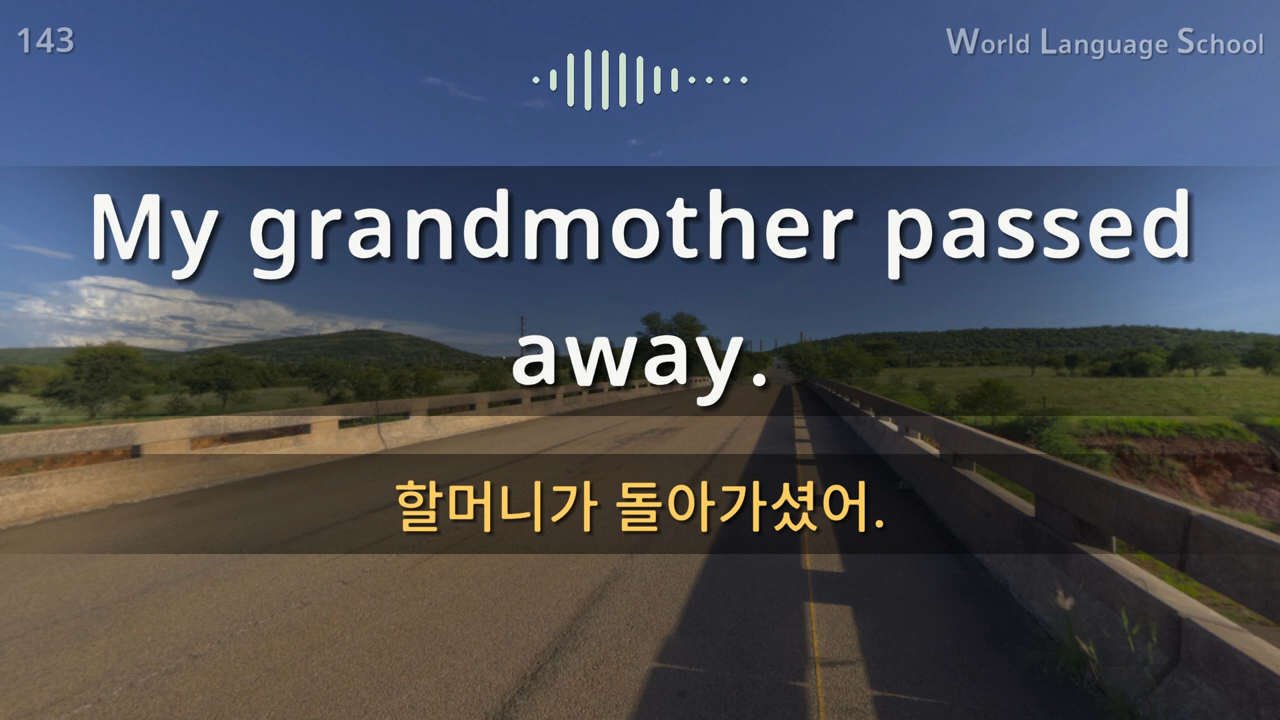 143
World Language School
My grandmother passed
away.
할머니가 돌아가셨어.